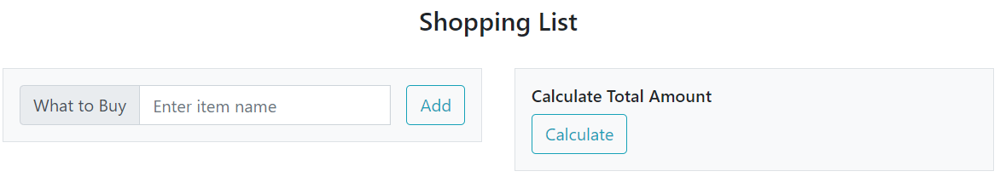 Shopping List
What to Buy
Enter item name
Add
Calculate Total Amount
Calculate